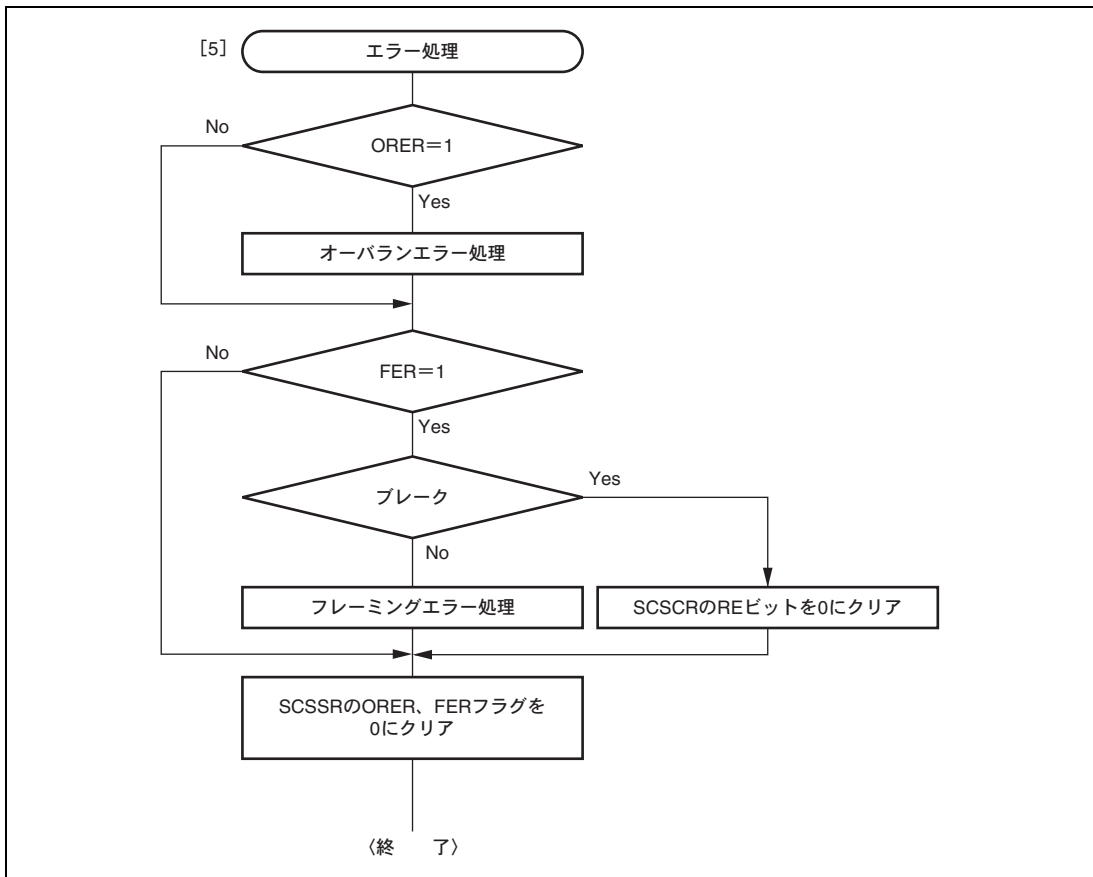 [5]
エラー処理
No
ORER＝1
Yes
オーバランエラー処理
No
FER＝1
Yes
ブレーク
Yes
No
フレーミングエラー処理
SCSCRのREビットを0にクリア
SCSSRのORER、FERフラグを
0にクリア
〈終　　了〉